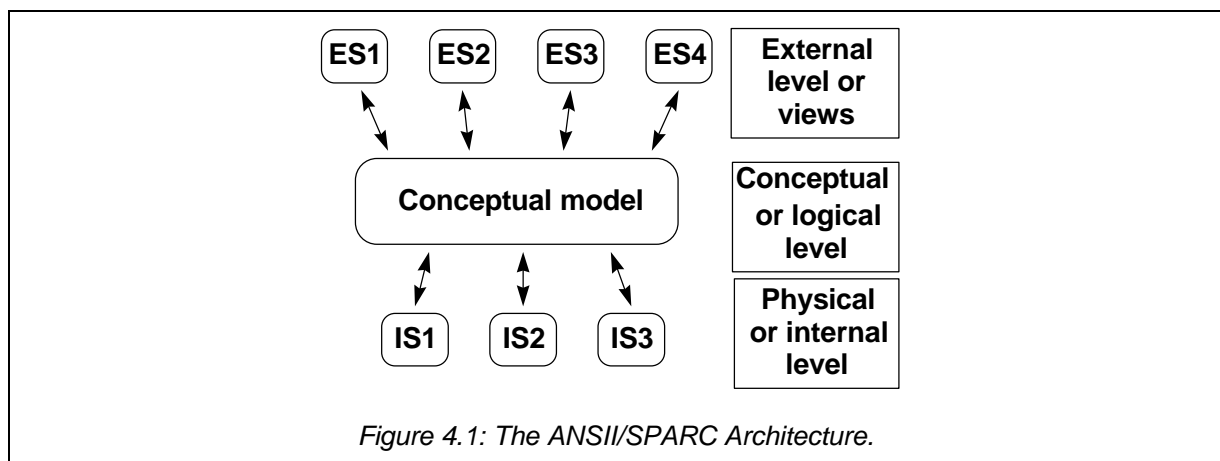 ES1 ES2 ES3 ES4
External
level or
views
Conceptual model
Conceptual
or logical
level
IS1 IS2 IS3
Physical
or internal
level
Figure 4.1: The ANSII/SPARC Architecture.